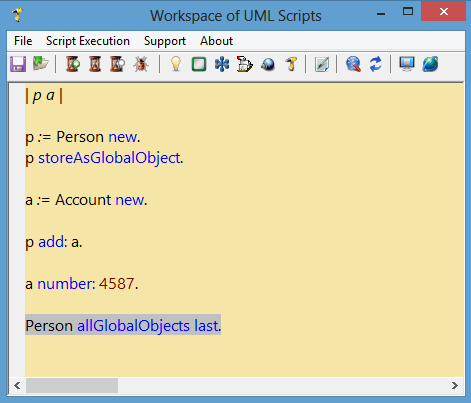 Workspace of UML Scripts
File Script Execution Support About
| p a |
p := Person new.
p storeAsGlobalObject.
a := Account new.
p add: a.
a number: 4587.
Person allGlobalObjects last.